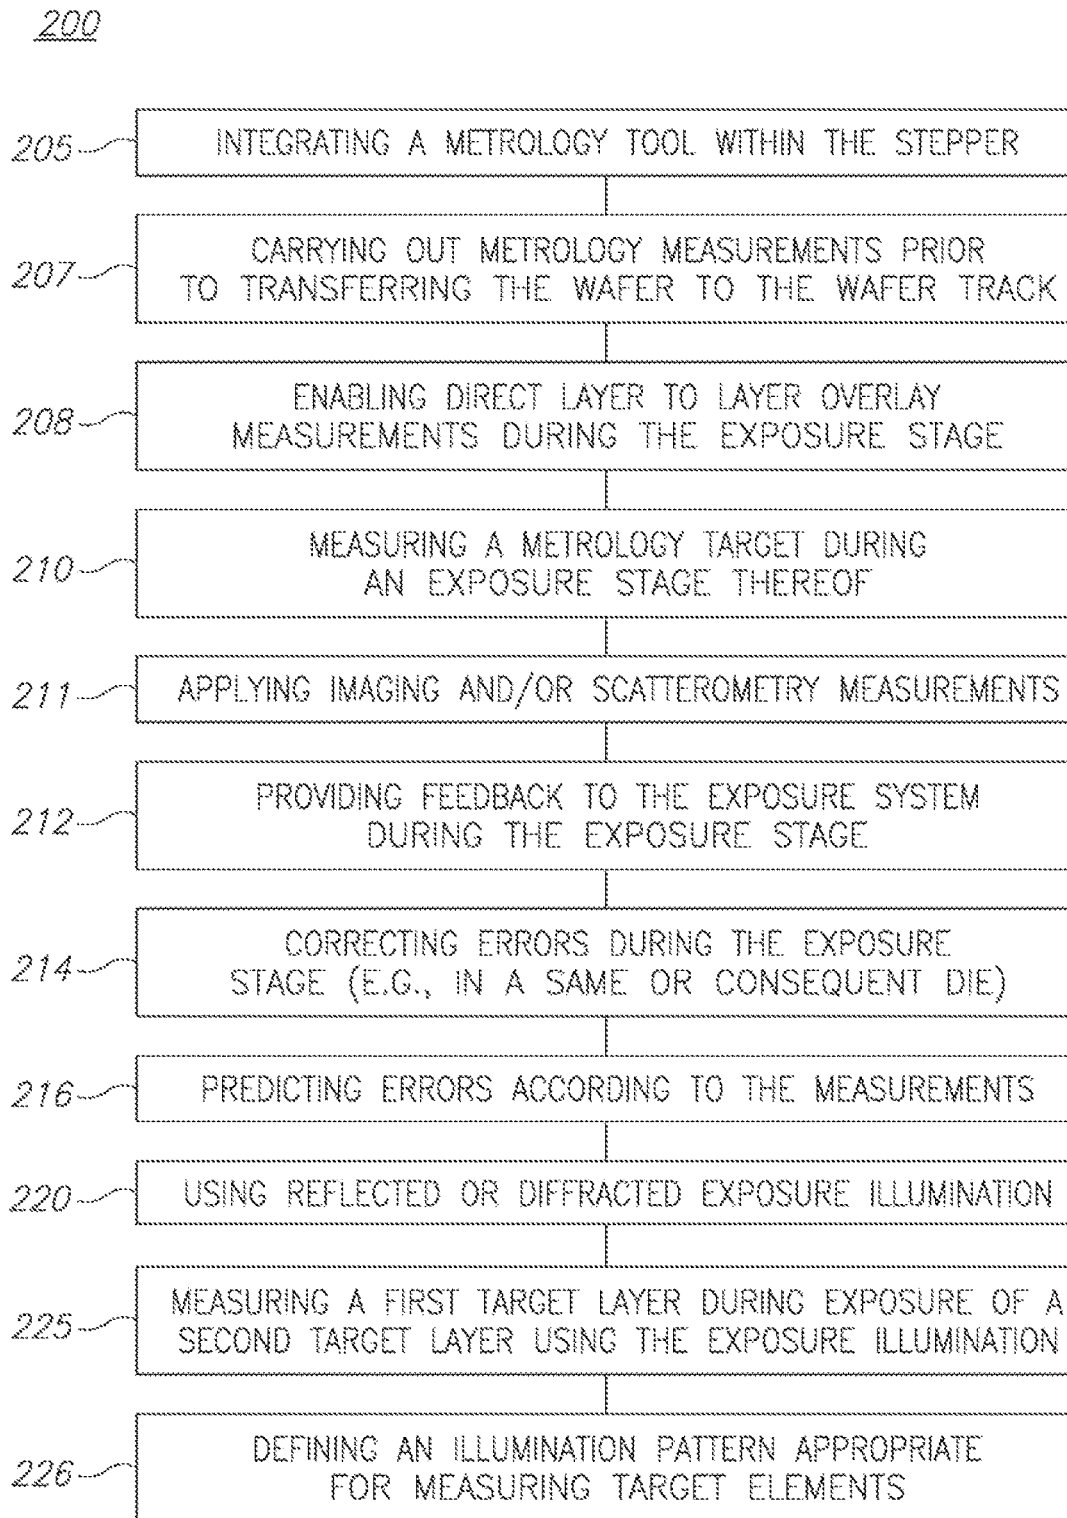 200
205 INTEGRATING A METROLOGY TOOL WITHIN THE STEPPER
207 CARRYING OUT METROLOGY MEASUREMENTS PRIOR
TO TRANSFERRING THE WAFER TO THE WAFER TRACK
208 ENABLING DIRECT LAYER TO LAYER OVERLAY
MEASUREMENTS DURING THE EXPOSURE STAGE
210 MEASURING A METROLOGY TARGET DURING
AN EXPOSURE STAGE THEREOF
211 APPLYING IMAGING AND/OR SCATTEROMETRY MEASUREMENTS
212 PROVIDING FEEDBACK TO THE EXPOSURE SYSTEM
DURING THE EXPOSURE STAGE
214 CORRECTING ERRORS DURING THE EXPOSURE
STAGE (E.G., IN A SAME OR CONSEQUENT DIE)
216 PREDICTING ERRORS ACCORDING TO THE MEASUREMENTS
220 USING REFLECTED OR DIFFRACTED EXPOSURE ILLUMINATION
225 MEASURING A FIRST TARGET LAYER DURING EXPOSURE OF A
SECOND TARGET LAYER USING THE EXPOSURE ILLUMINATION
226 DEFINING AN ILLUMINATION PATTERN APPROPRIATE
FOR MEASURING TARGET ELEMENTS